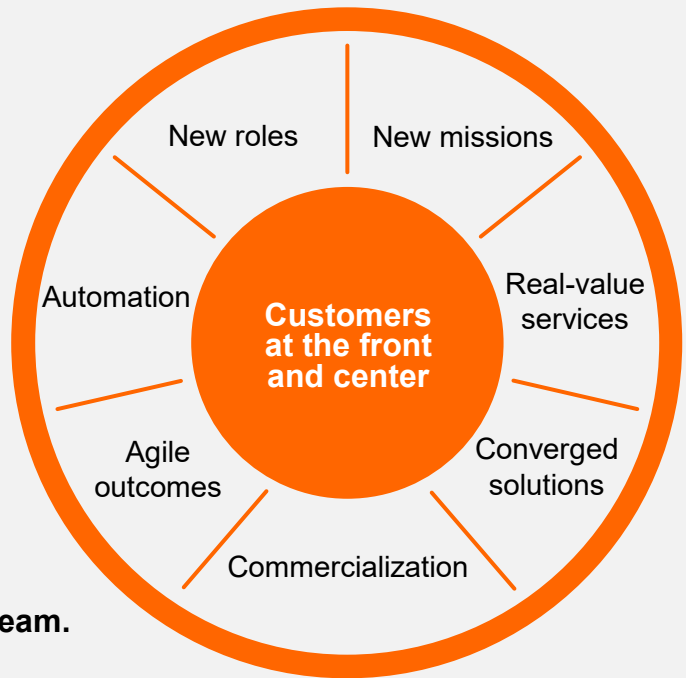 New roles
New missions
Automation
Real-value
services
Customers
at the front
and center
Agile
outcomes
Converged
solutions
Commercialization
eam.